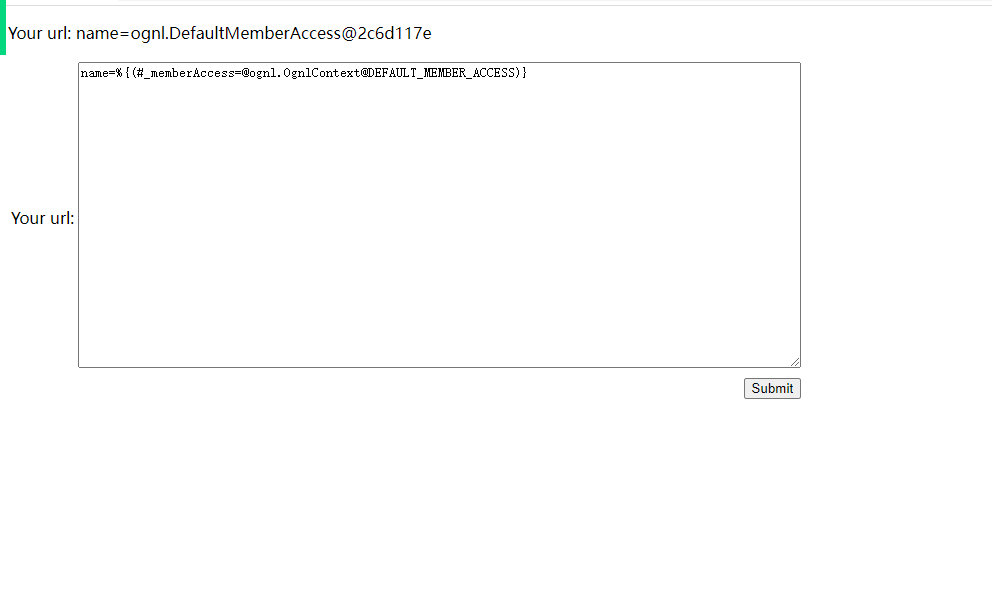 Your url: name=ognl.DefaultMemberAccess@2c6d117e
name=%{(#_memberAccess=@ognl.OgnlContext@DEFAULT_MEMBER_ACCESS)}
Your url:
Submit